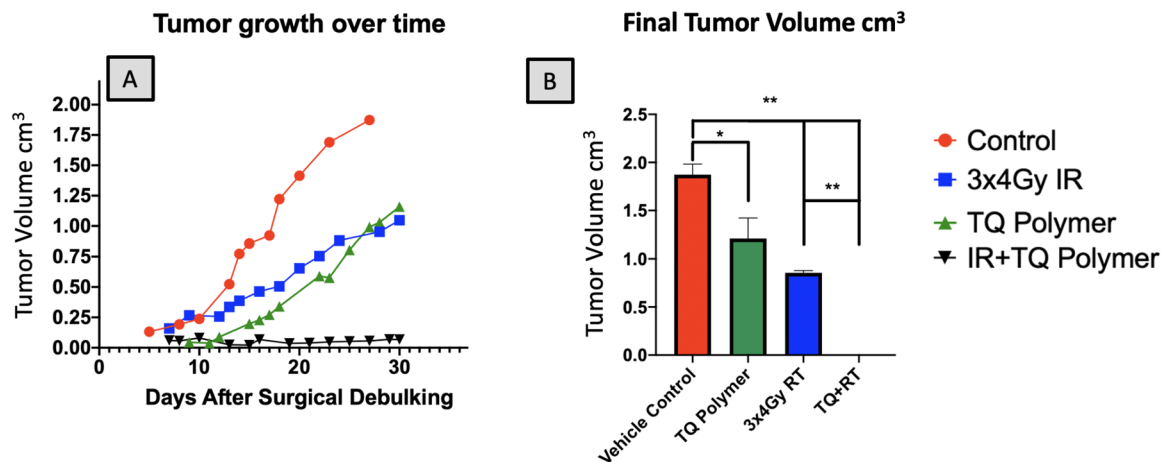 Tumor growth over time
A
Tumor Volume cm³
2.00
1.75
1.50
1.25
1.00
0.75
0.50
0.25
0.00
0 10 20 30
Days After Surgical Debulking
Final Tumor Volume cm³
B
Tumor Volume cm³
2.5
2.0
1.5
1.0
0.5
0.0
**
*
**
Vehicle Control
TQ Polymer
3x4Gy RT
TQ+RT
Control
3x4Gy IR
TQ Polymer
IR+TQ Polymer